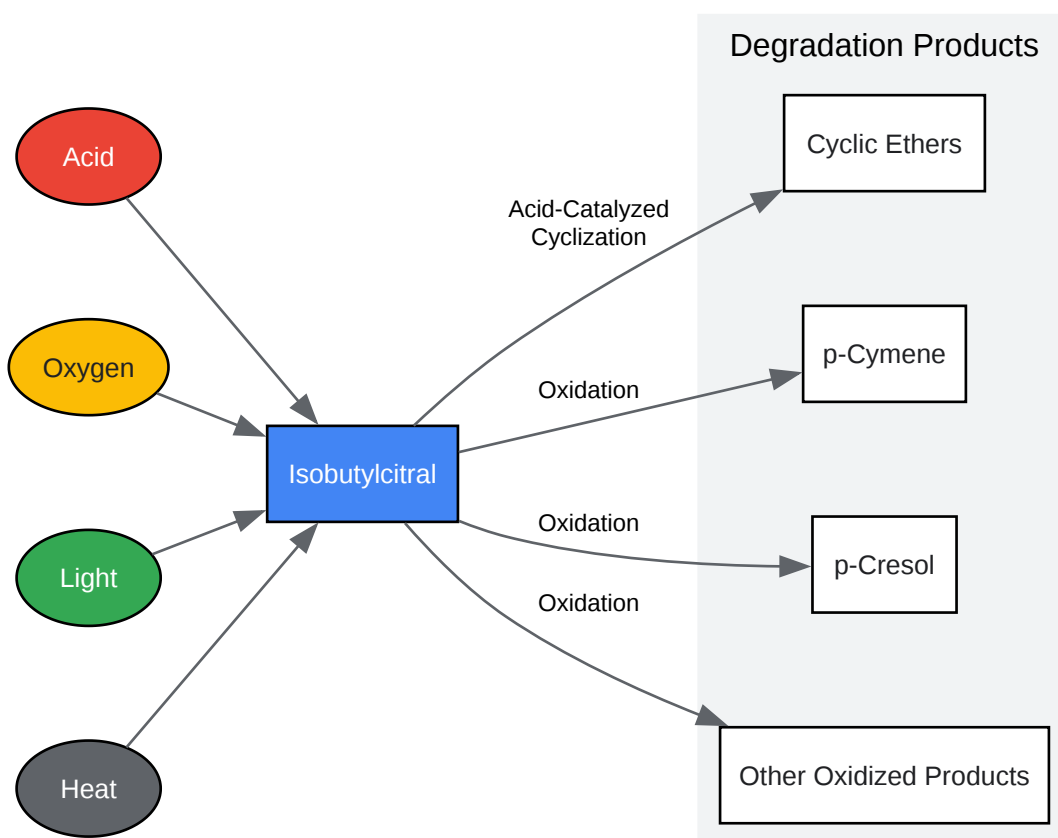 Degradation Products
Acid
Oxygen
Light
Heat
Isobutylcitral
Acid-Catalyzed
Cyclization
Oxidation
Oxidation
Oxidation
Cyclic Ethers
p-Cymene
p-Cresol
Other Oxidized Products